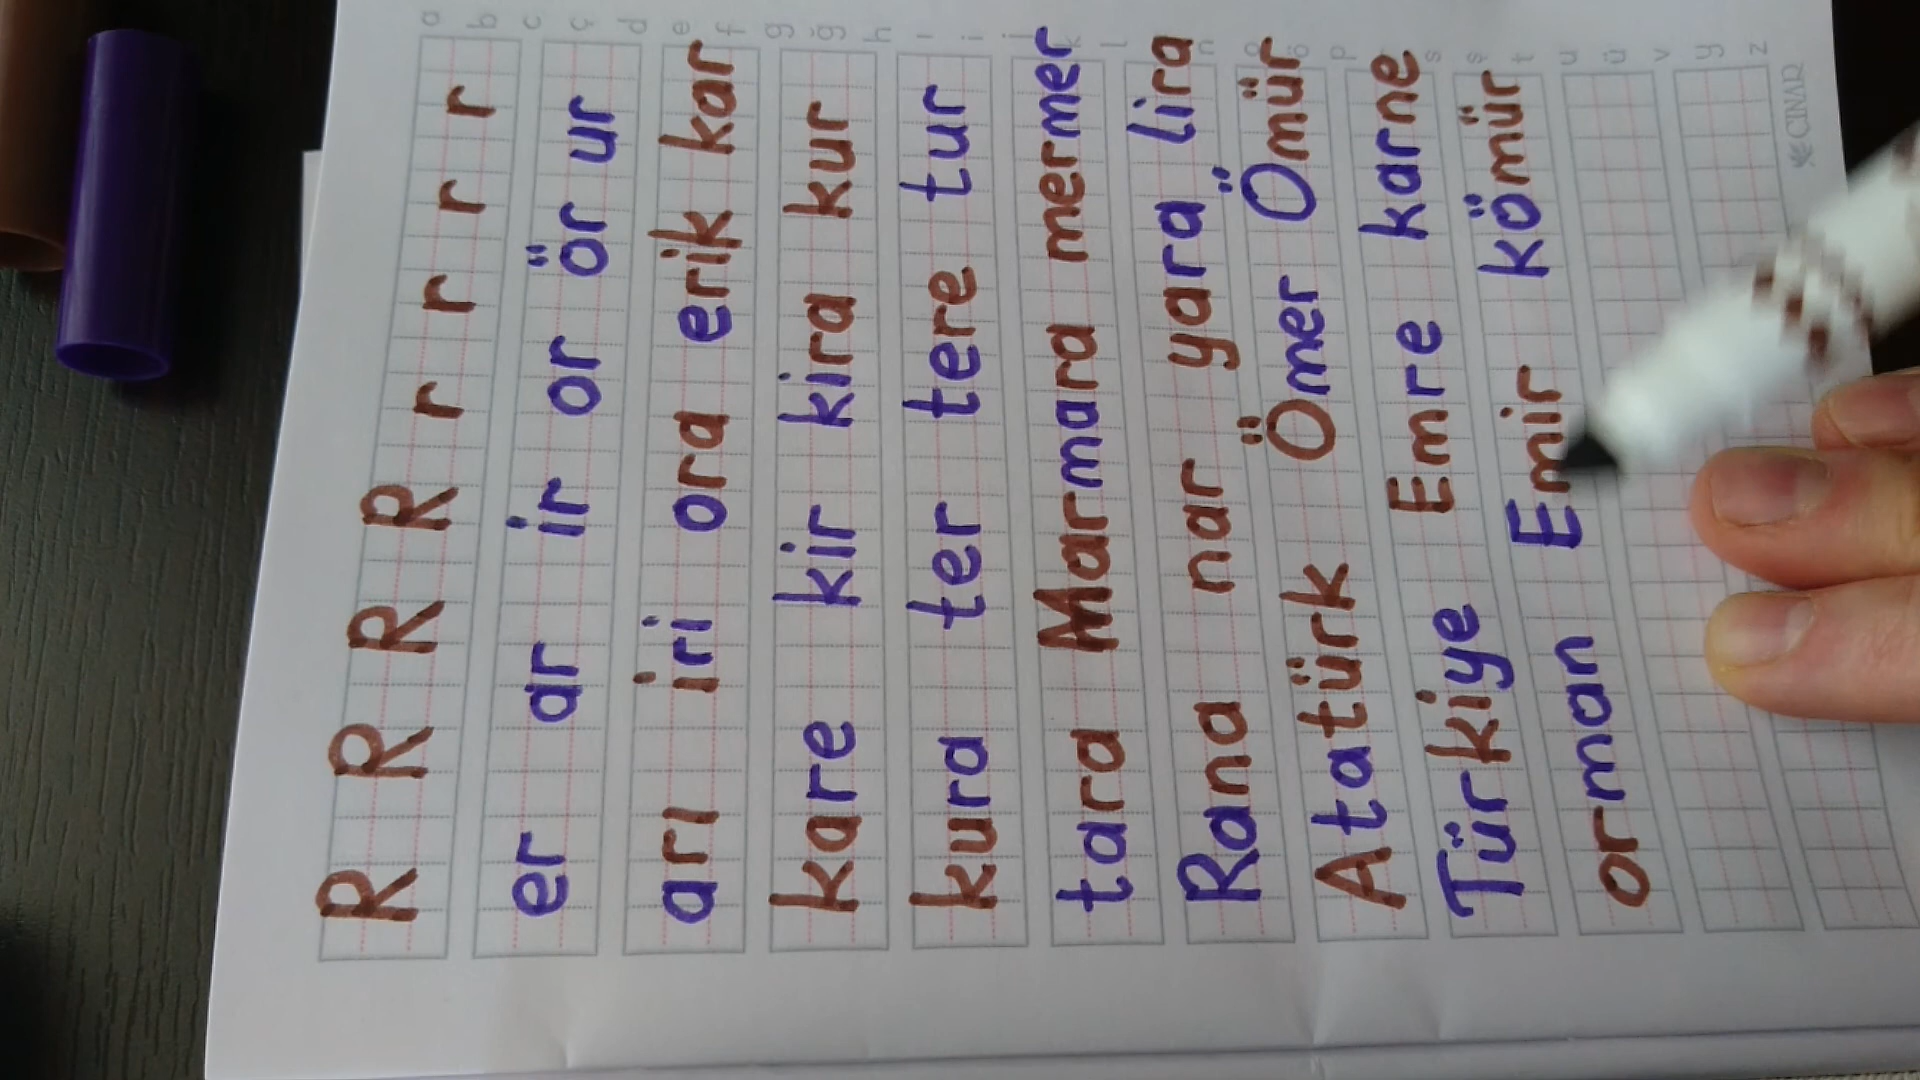 R R R R r r r r
er ar ir or ör ur
arı iri ora erik kar
kare kir kira kur
kura ter tere tur
tara Marmara mermer
Rana nar yara lira
Atatürk Ömer Ömür
Türkiye Emre karne
orman Emir kömür
a b c ç d e f g ğ h ı i j k l n o ö p s ş t u ü v y z
ÇINAR